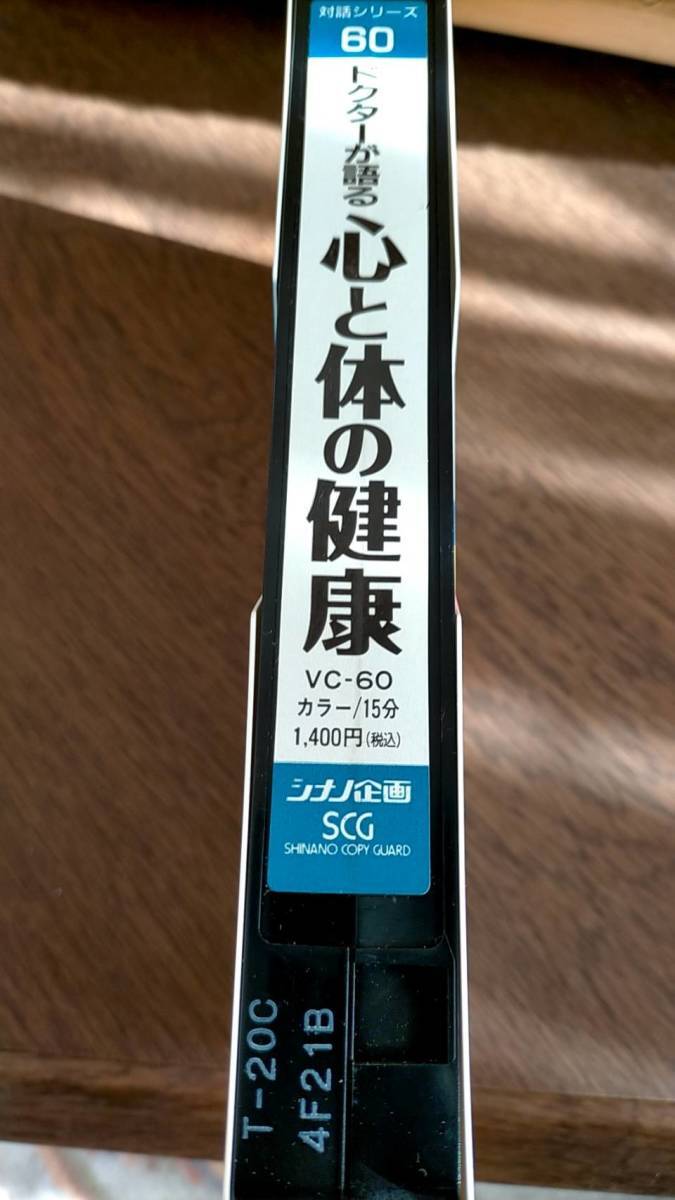 対話シリーズ
60
ドクターが語る
心と体の健康
VC-60
カラー/15分
1,400円(税込)
シナノ企画
SCG
SHINANO COPY GUARD
T-20C
4F21B